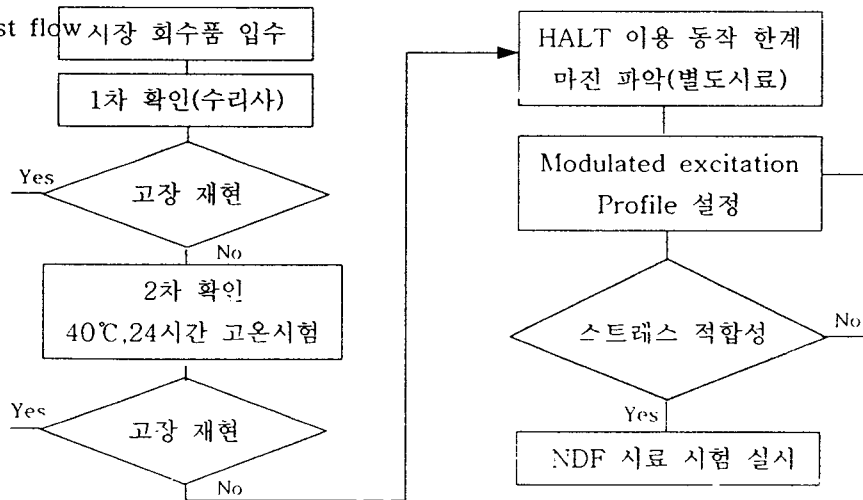 st flow
시장 회수품 입수
1차 확인(수리사)
고장 재현
Yes
No
2차 확인
40℃,24시간 고온시험
고장 재현
Yes
No
HALT 이용 동작 한계
마진 파악(별도시료)
Modulated excitation
Profile 설정
스트레스 적합성
No
Yes
NDF 시료 시험 실시